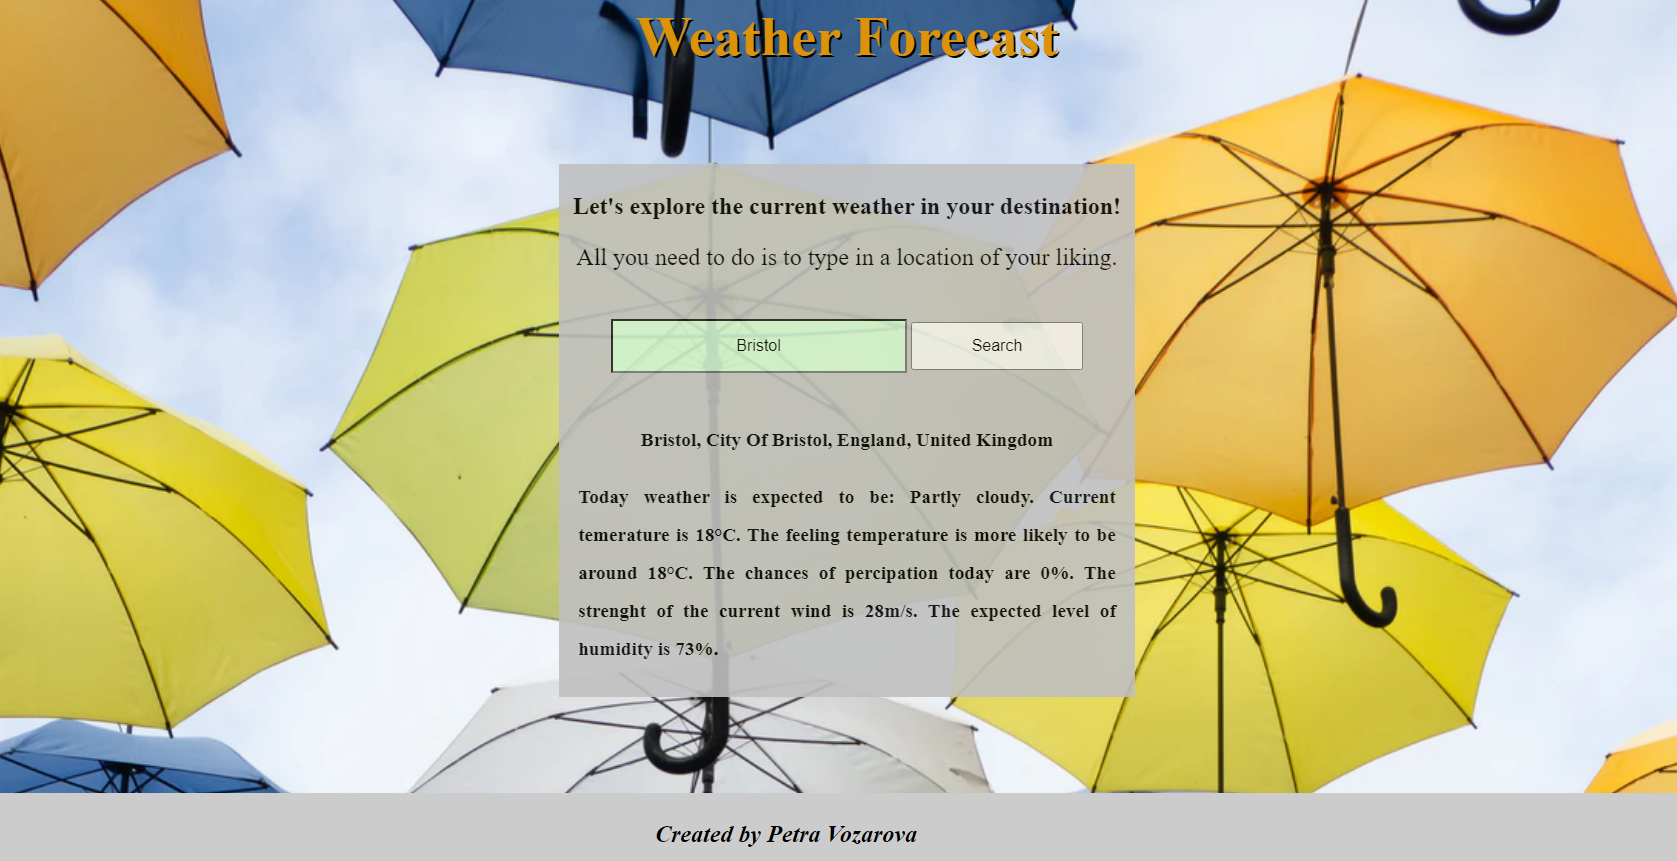 Weather Forecast
Let's explore the current weather in your destination!
All you need to do is to type in a location of your liking.
Bristol
Search
Bristol, City Of Bristol, England, United Kingdom
Today weather is expected to be: Partly cloudy. Current
temerature is 18°C. The feeling temperature is more likely to be
around 18°C. The chances of percipation today are 0%. The
strenght of the current wind is 28m/s. The expected level of
humidity is 73%.
Created by Petra Vozarova